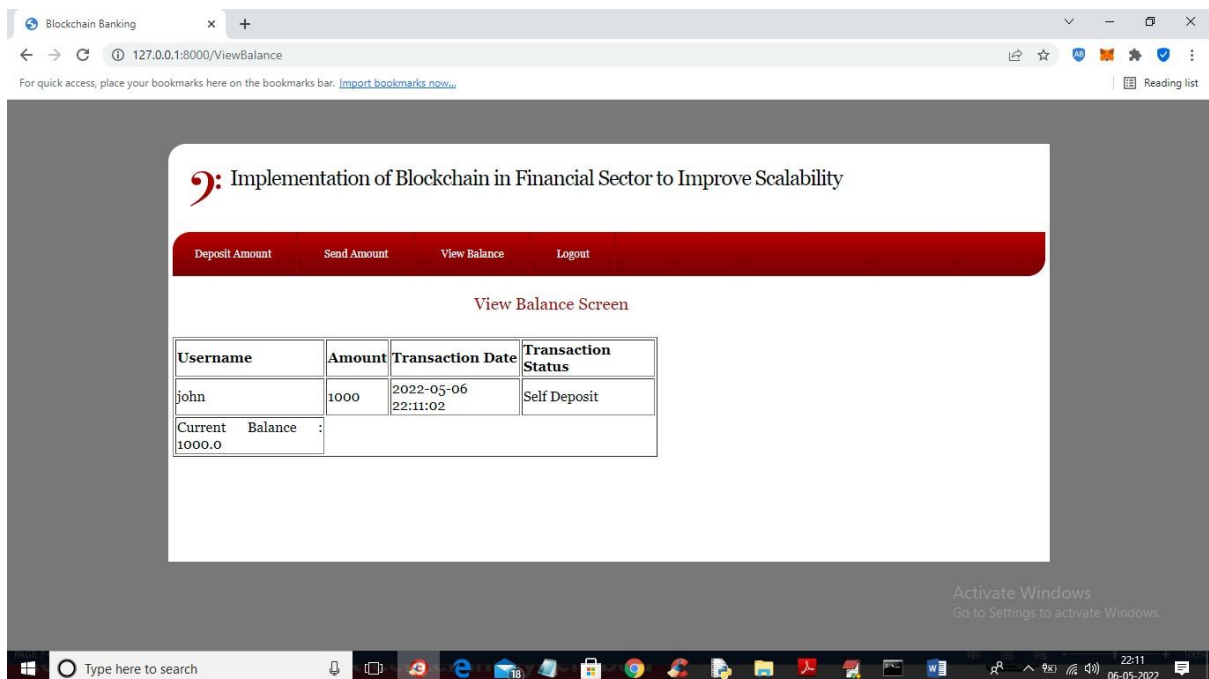 Blockchain Banking
127.0.0.1:8000/ViewBalance
For quick access, place your bookmarks here on the bookmarks bar. Import bookmarks now...
Reading list
Implementation of Blockchain in Financial Sector to Improve Scalability
Deposit Amount Send Amount View Balance Logout
View Balance Screen
Username Amount Transaction Date Transaction Status
john 1000 2022-05-06 22:11:02 Self Deposit
Current Balance : 1000.0
Activate Windows
Go to Settings to activate Windows.
Type here to search
18
22:11
06-05-2022